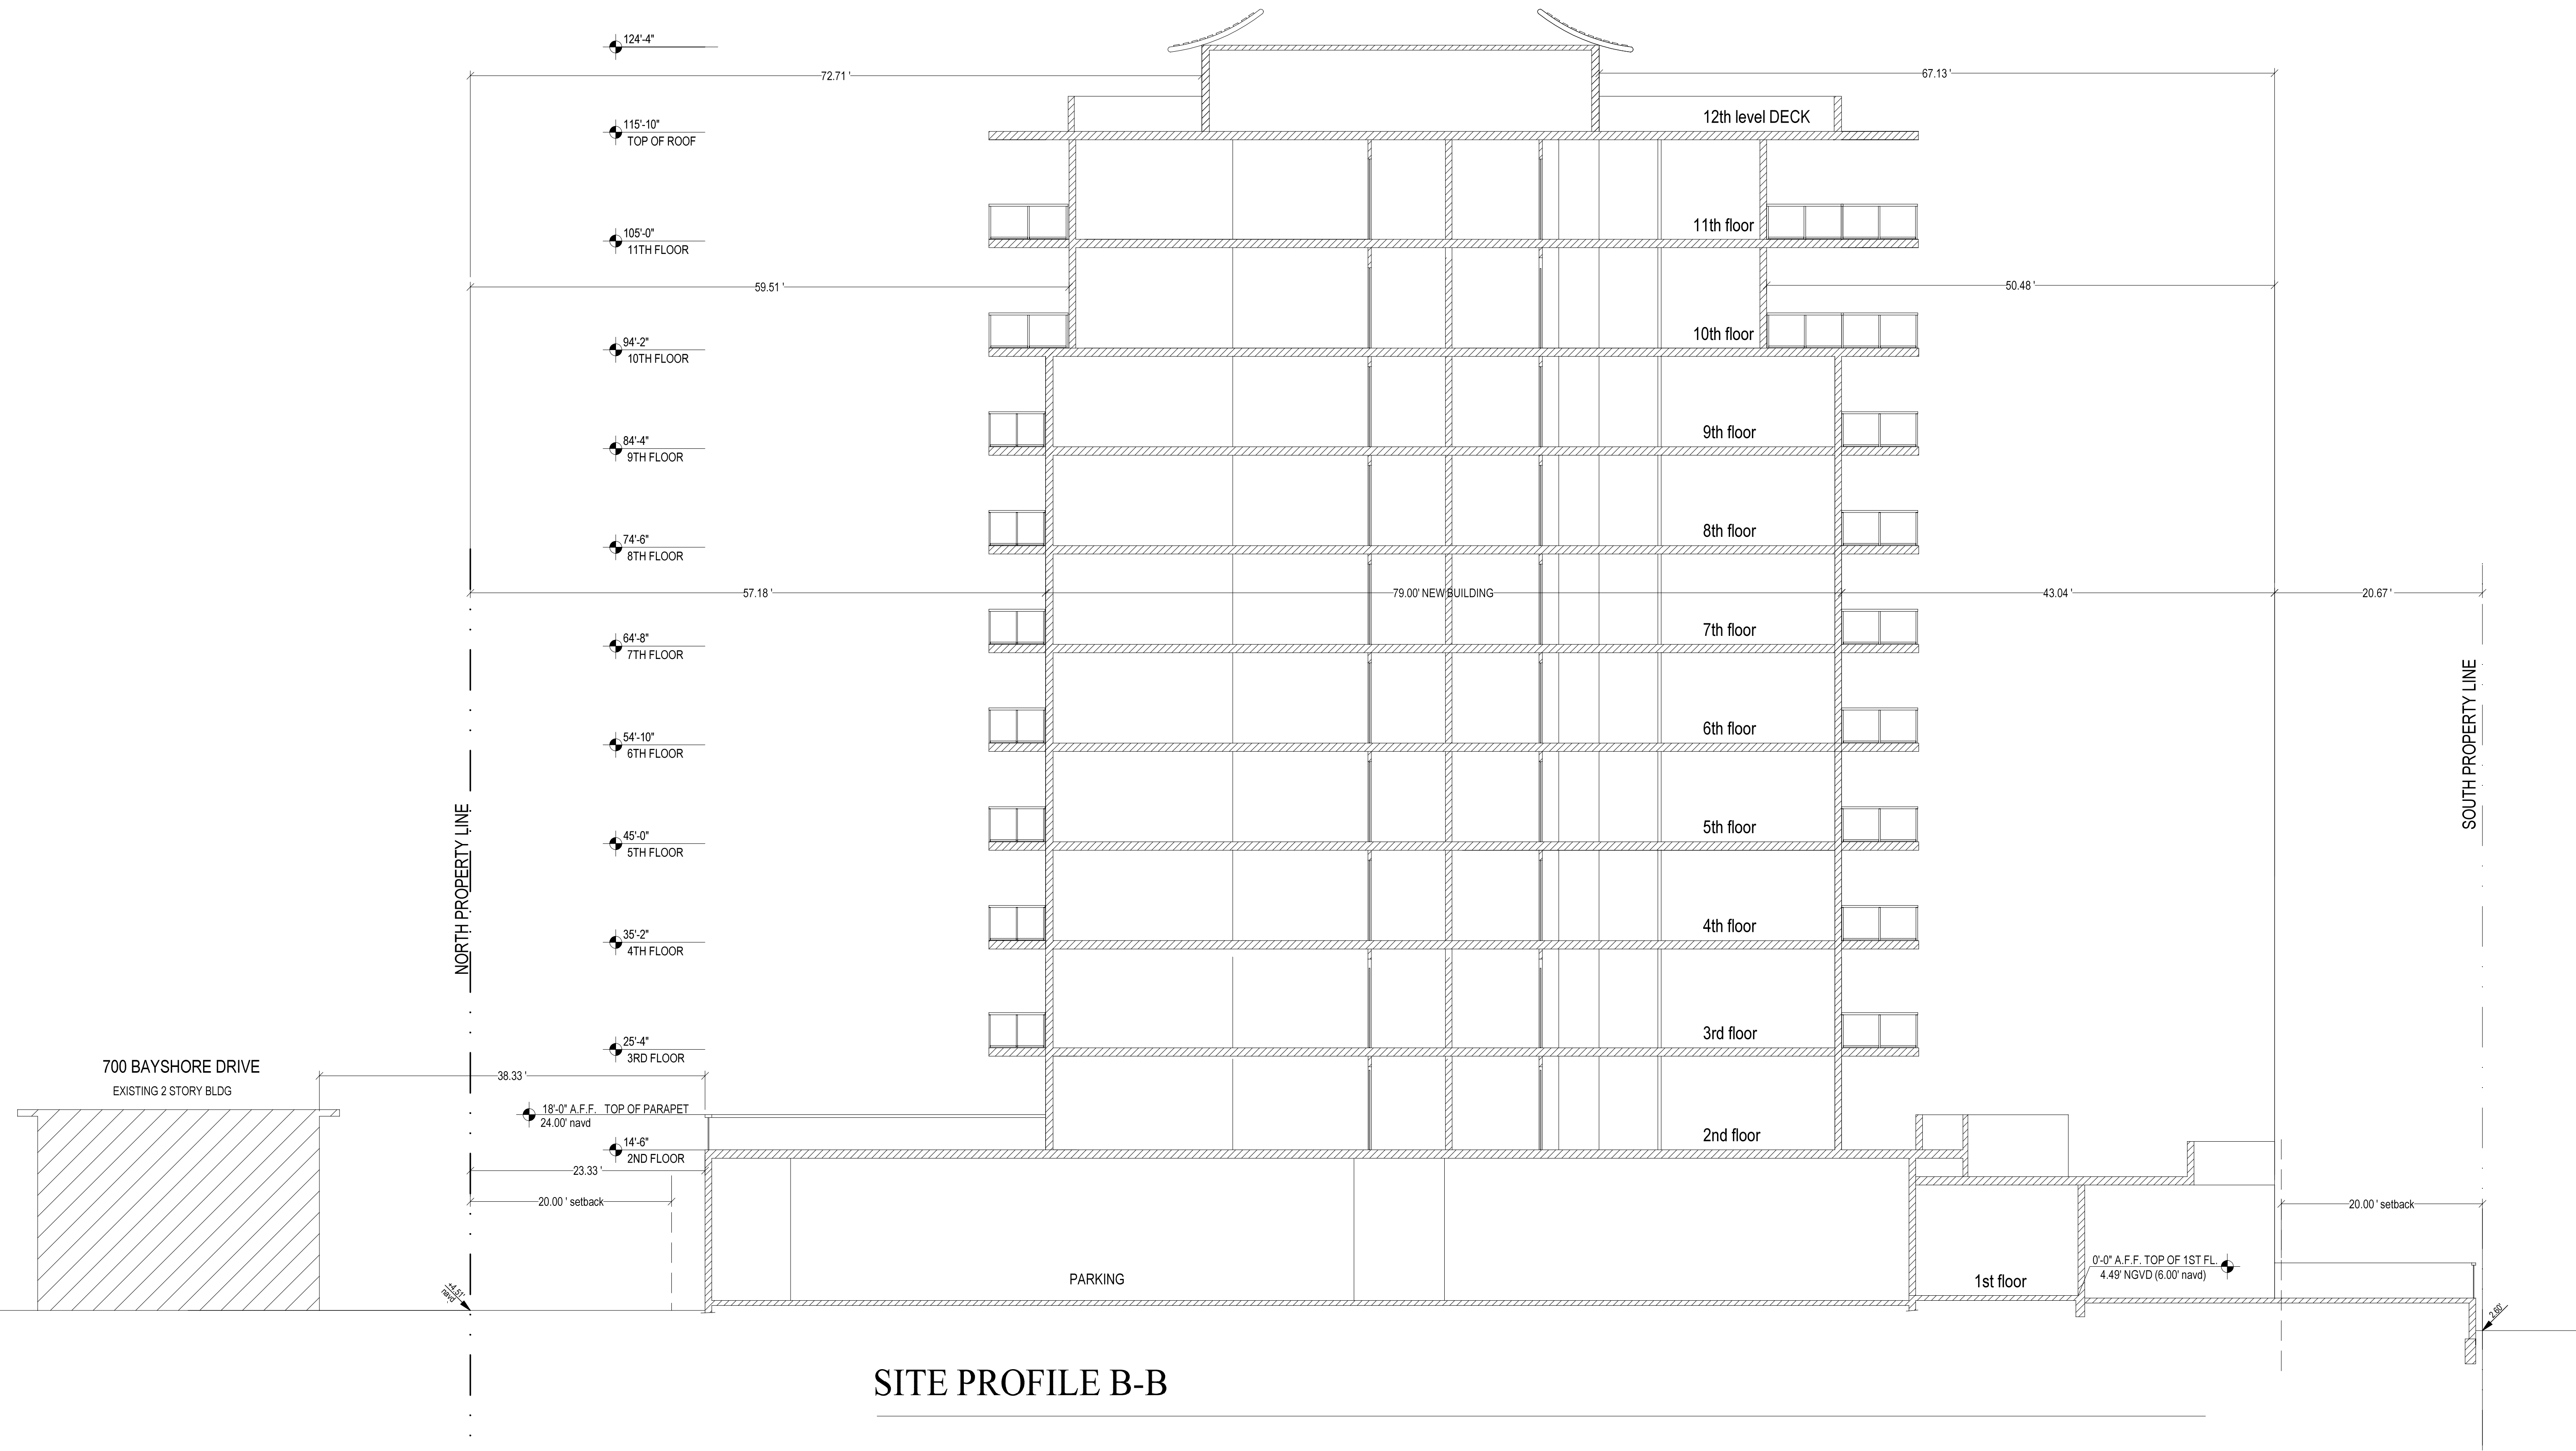 124'-4"
72.71 '
67.13 '
12th level DECK
115'-10"
TOP OF ROOF
11th floor
105'-0"
11TH FLOOR
59.51 '
50.48 '
10th floor
94'-2"
10TH FLOOR
9th floor
84'-4"
9TH FLOOR
8th floor
74'-6"
8TH FLOOR
57.18 '
79.00' NEW BUILDING
43.04 '
20.67 '
7th floor
64'-8"
7TH FLOOR
SOUTH PROPERTY LINE
6th floor
54'-10"
6TH FLOOR
5th floor
45'-0"
5TH FLOOR
NORTH PROPERTY LINE
4th floor
35'-2"
4TH FLOOR
3rd floor
25'-4"
3RD FLOOR
700 BAYSHORE DRIVE
EXISTING 2 STORY BLDG
38.33 '
18'-0" A.F.F. TOP OF PARAPET
24.00' navd
2nd floor
14'-6"
2ND FLOOR
23.33 '
20.00 ' setback
20.00 ' setback
PARKING
1st floor
0'-0" A.F.F. TOP OF 1ST FL.
4.49' NGVD (6.00' navd)
+4.51'
navd
2.60'
SITE PROFILE B-B